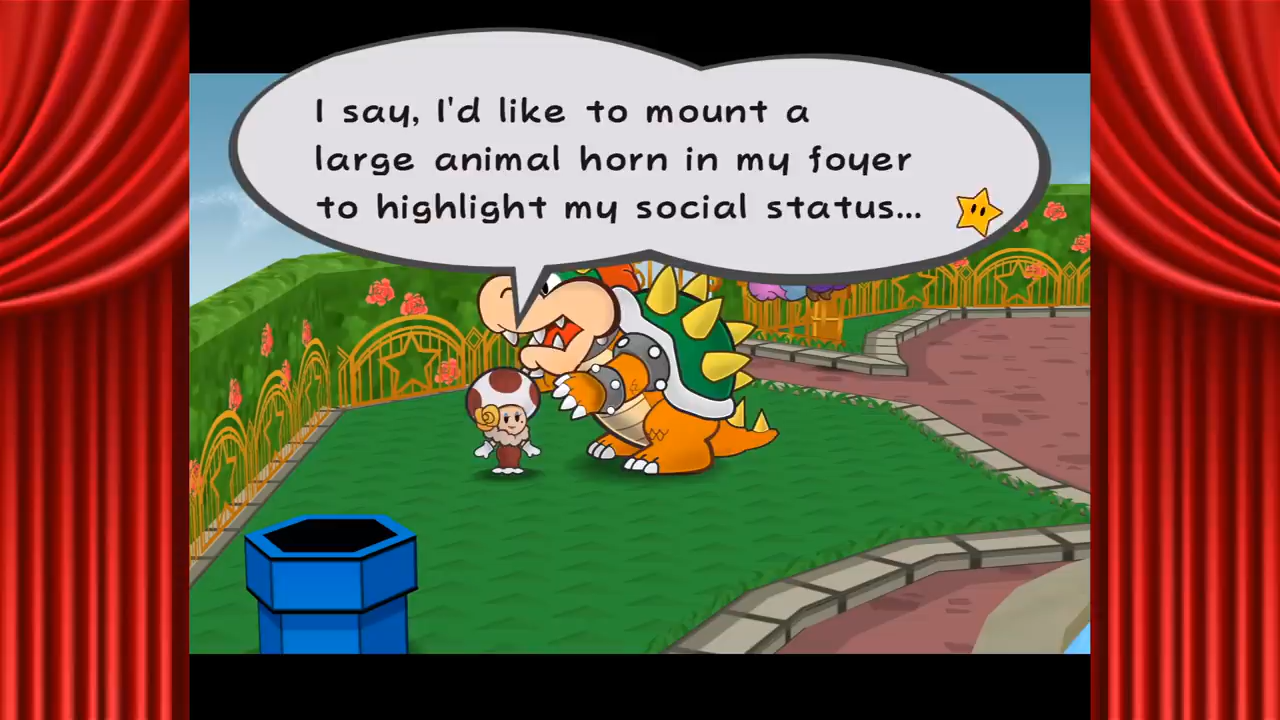 I say, I'd like to mount a
large animal horn in my foyer
to highlight my social status...